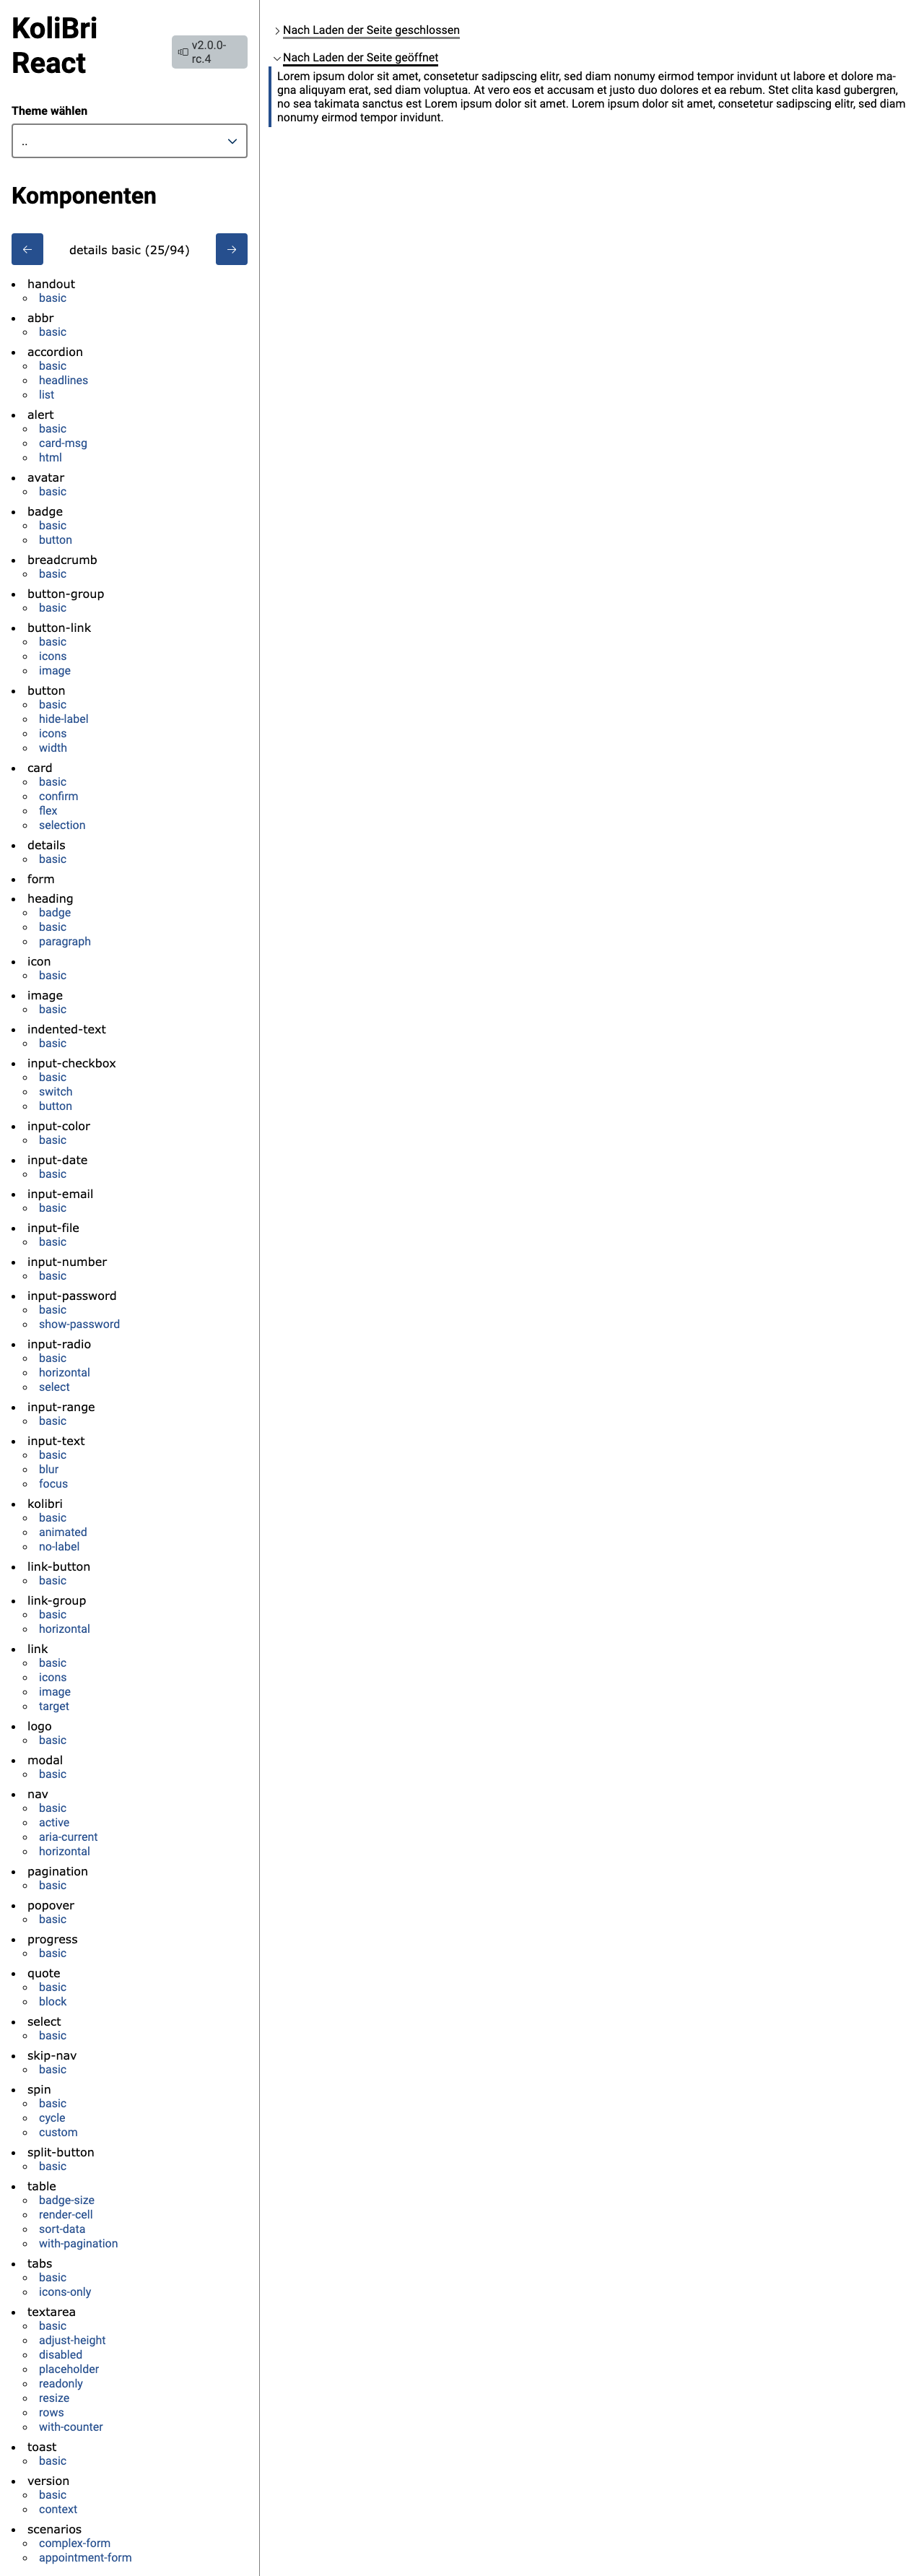 KoliBri
React
v2.0.0-
rc.4
Theme wählen
..
Komponenten
details basic (25/94)
handout
basic
abbr
basic
accordion
basic
headlines
list
alert
basic
card-msg
html
avatar
basic
badge
basic
button
breadcrumb
basic
button-group
basic
button-link
basic
icons
image
button
basic
hide-label
icons
width
card
basic
confirm
flex
selection
details
basic
form
heading
badge
basic
paragraph
icon
basic
image
basic
indented-text
basic
input-checkbox
basic
switch
button
input-color
basic
input-date
basic
input-email
basic
input-file
basic
input-number
basic
input-password
basic
show-password
input-radio
basic
horizontal
select
input-range
basic
input-text
basic
blur
focus
kolibri
basic
animated
no-label
link-button
basic
link-group
basic
horizontal
link
basic
icons
image
target
logo
basic
modal
basic
nav
basic
active
aria-current
horizontal
pagination
basic
popover
basic
progress
basic
quote
basic
block
select
basic
skip-nav
basic
spin
basic
cycle
custom
split-button
basic
table
badge-size
render-cell
sort-data
with-pagination
tabs
basic
icons-only
textarea
basic
adjust-height
disabled
placeholder
readonly
resize
rows
with-counter
toast
basic
version
basic
context
scenarios
complex-form
appointment-form
Nach Laden der Seite geschlossen
Nach Laden der Seite geöffnet
Lorem ipsum dolor sit amet, consetetur sadipscing elitr, sed diam nonumy eirmod tempor invidunt ut labore et dolore ma-
gna aliquyam erat, sed diam voluptua. At vero eos et accusam et justo duo dolores et ea rebum. Stet clita kasd gubergren,
no sea takimata sanctus est Lorem ipsum dolor sit amet. Lorem ipsum dolor sit amet, consetetur sadipscing elitr, sed diam
nonumy eirmod tempor invidunt.